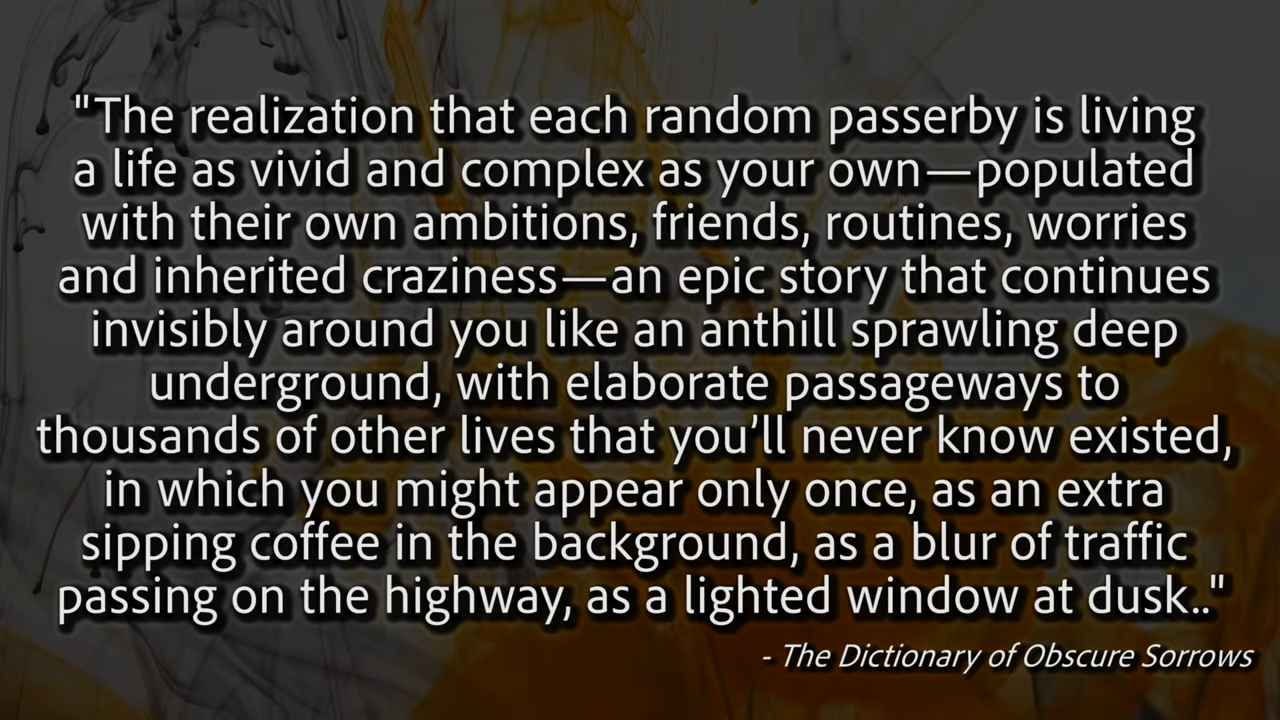 "The realization that each random passerby is living
a life as vivid and complex as your own—populated
with their own ambitions, friends, routines, worries
and inherited craziness—an epic story that continues
invisibly around you like an anthill sprawling deep
underground, with elaborate passageways to
thousands of other lives that you’ll never know existed,
in which you might appear only once, as an extra
sipping coffee in the background, as a blur of traffic
passing on the highway, as a lighted window at dusk.."
- The Dictionary of Obscure Sorrows